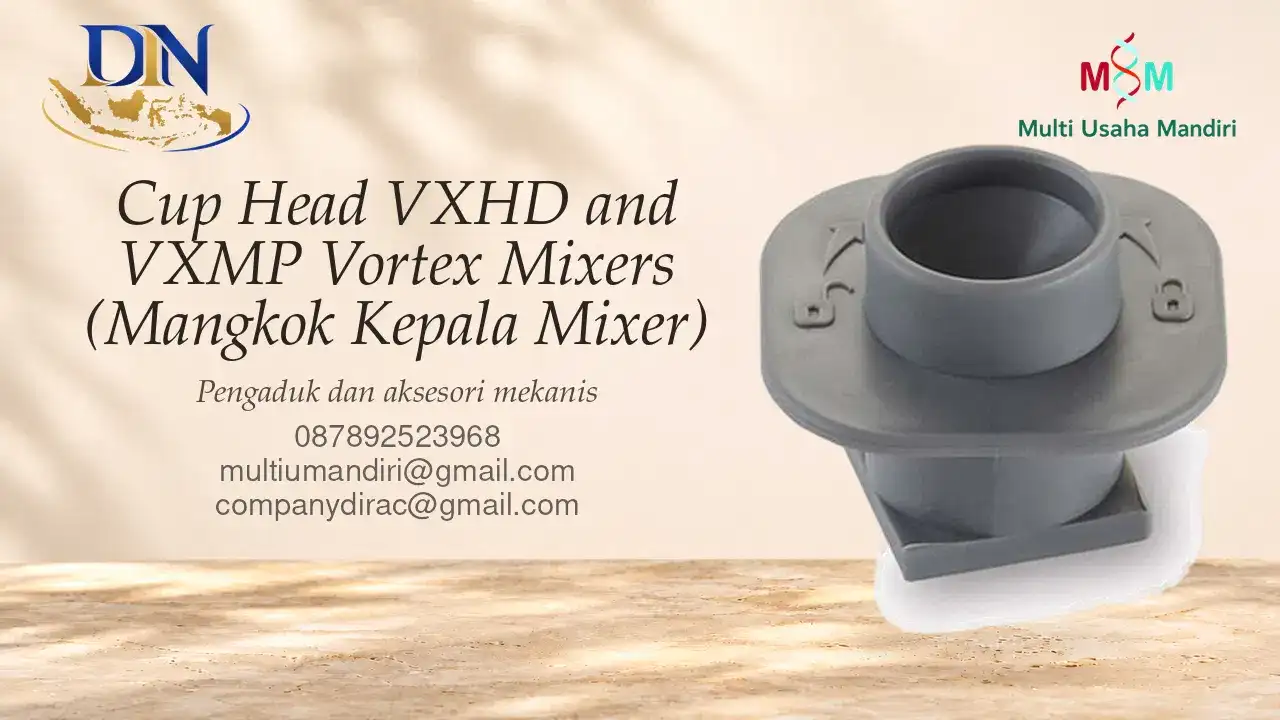 DN
MSM
Multi Usaha Mandiri
Cup Head VXHD and
VXMP Vortex Mixers
(Mangkok Kepala Mixer)
Pengaduk dan aksesori mekanis
087892523968
multiumandiri@gmail.com
companydirac@gmail.com